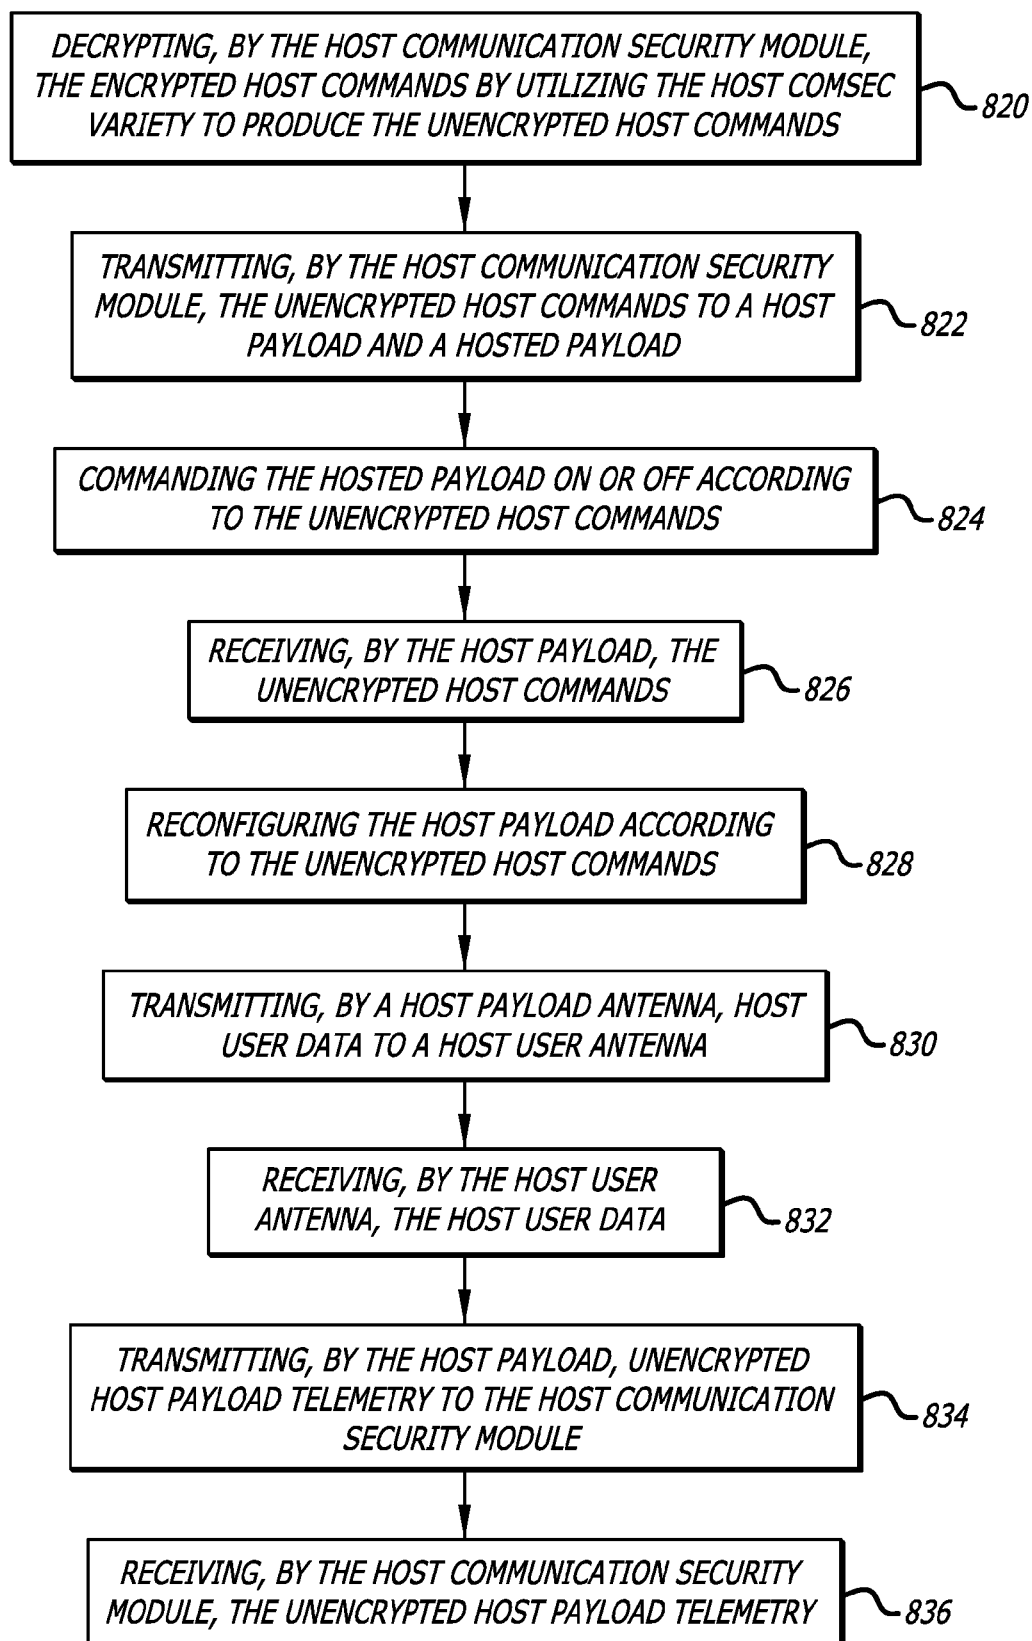 DECRYPTING, BY THE HOST COMMUNICATION SECURITY MODULE,
THE ENCRYPTED HOST COMMANDS BY UTILIZING THE HOST COMSEC
VARIETY TO PRODUCE THE UNENCRYPTED HOST COMMANDS
820
TRANSMITTING, BY THE HOST COMMUNICATION SECURITY
MODULE, THE UNENCRYPTED HOST COMMANDS TO A HOST
PAYLOAD AND A HOSTED PAYLOAD
822
COMMANDING THE HOSTED PAYLOAD ON OR OFF ACCORDING
TO THE UNENCRYPTED HOST COMMANDS
824
RECEIVING, BY THE HOST PAYLOAD, THE
UNENCRYPTED HOST COMMANDS
826
RECONFIGURING THE HOST PAYLOAD ACCORDING
TO THE UNENCRYPTED HOST COMMANDS
828
TRANSMITTING, BY A HOST PAYLOAD ANTENNA, HOST
USER DATA TO A HOST USER ANTENNA
830
RECEIVING, BY THE HOST USER
ANTENNA, THE HOST USER DATA
832
TRANSMITTING, BY THE HOST PAYLOAD, UNENCRYPTED
HOST PAYLOAD TELEMETRY TO THE HOST COMMUNICATION
SECURITY MODULE
834
RECEIVING, BY THE HOST COMMUNICATION SECURITY
MODULE, THE UNENCRYPTED HOST PAYLOAD TELEMETRY
836